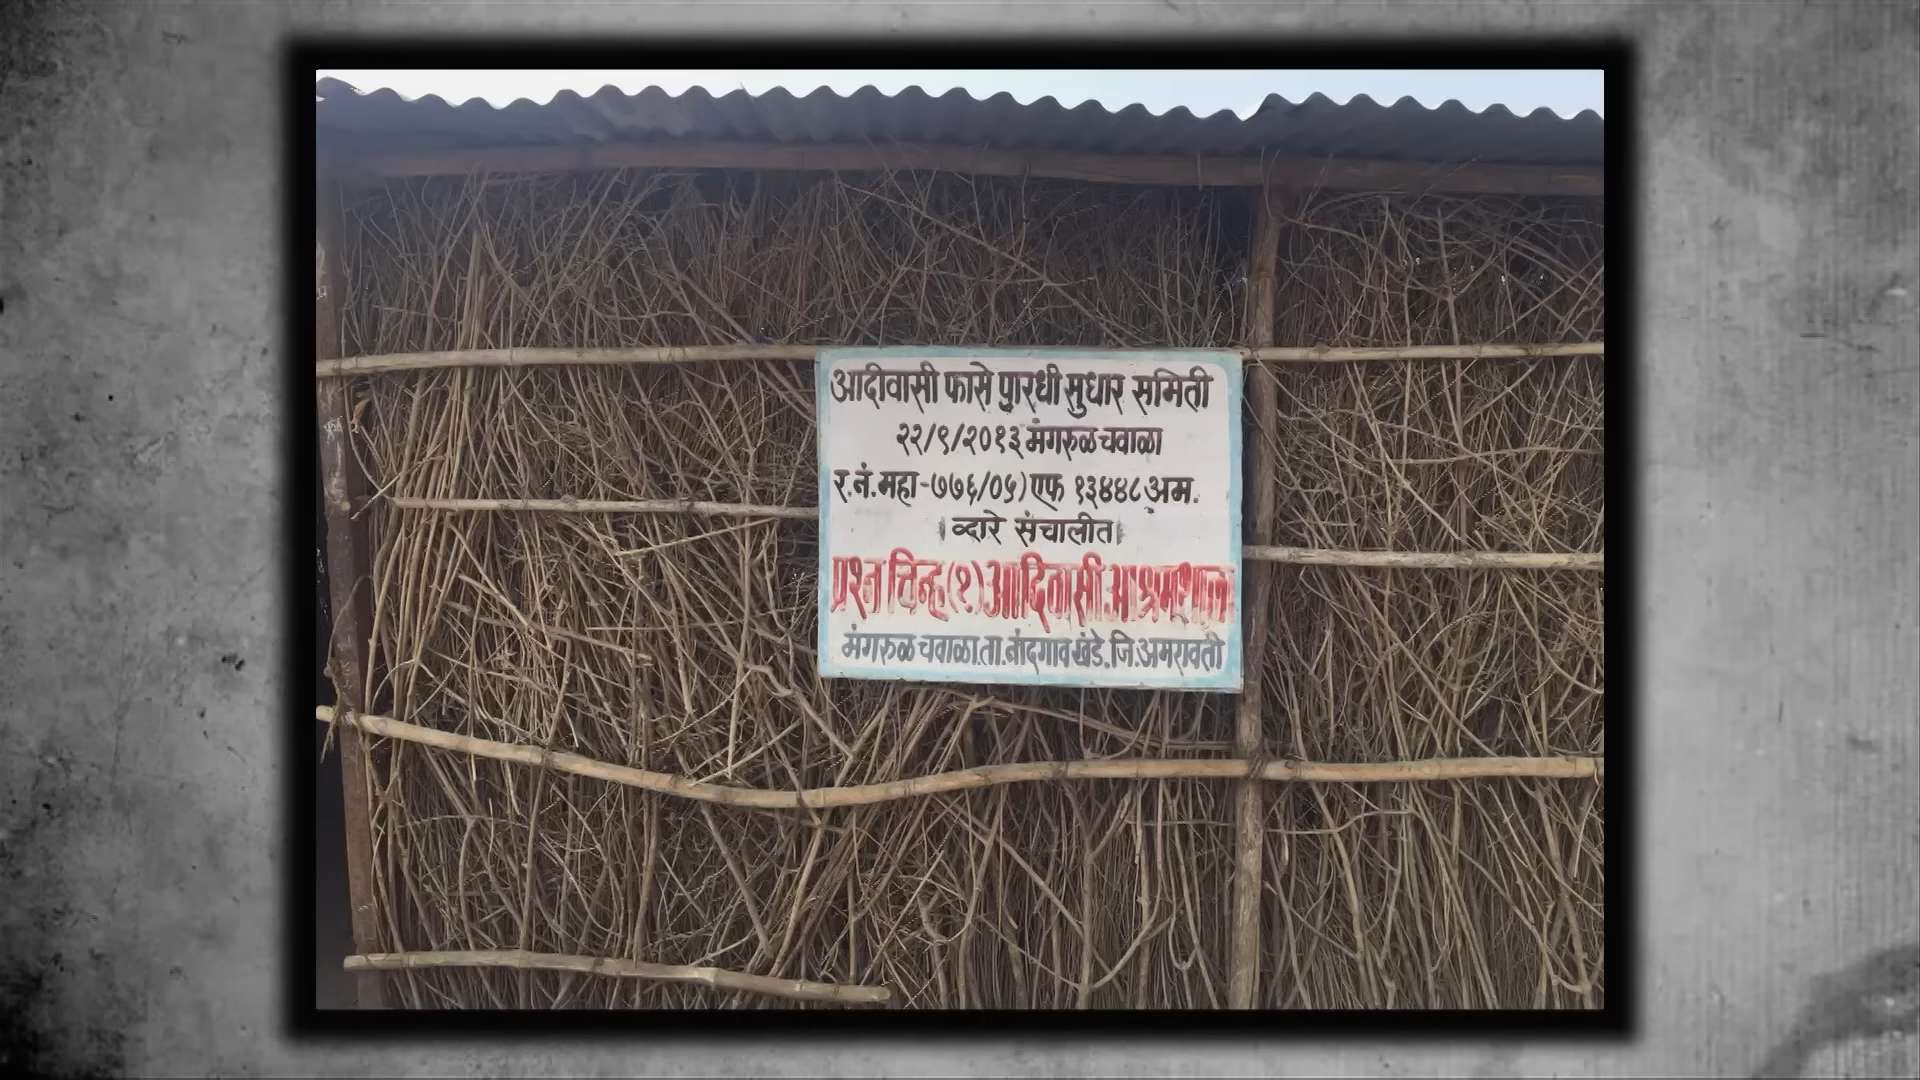 आदीवासी फासे पारधी सुधार समिती
२२/९/२०१३ मंगरुळ चवाळा
र.नं.महा-७७६/०५) एफ १३४४८ अम.
व्दारे संचालीत
प्रश्न चिन्ह (?) आदिवासी आश्रमशाळा
मंगरुळ चवाळा.ता.नांदगाव खंडे. जि.अमरावती